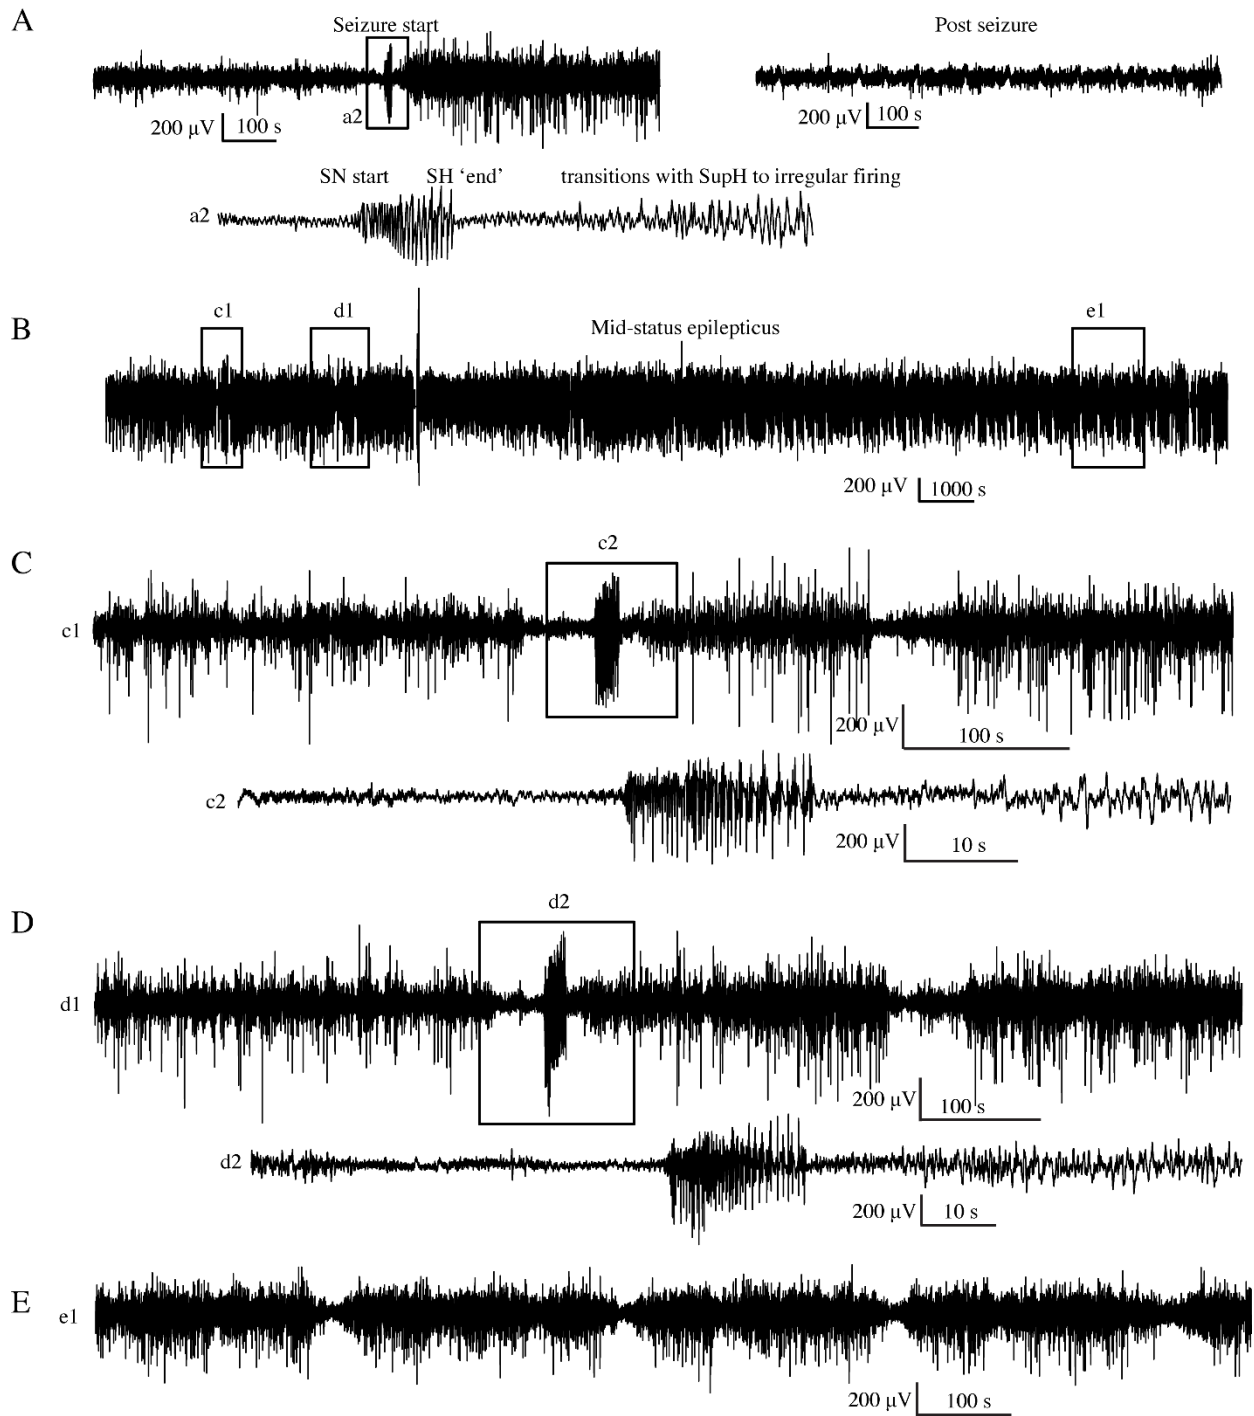 A
Seizure start
Post seizure
a2
200 µV
100 s
200 µV
100 s
SN start
SH ‘end’
transitions with SupH to irregular firing
a2
B
c1
d1
Mid-status epilepticus
e1
200 µV
1000 s
C
c2
c1
200 µV
100 s
c2
200 µV
10 s
D
d2
d1
200 µV
100 s
d2
200 µV
10 s
E
e1
200 µV
100 s